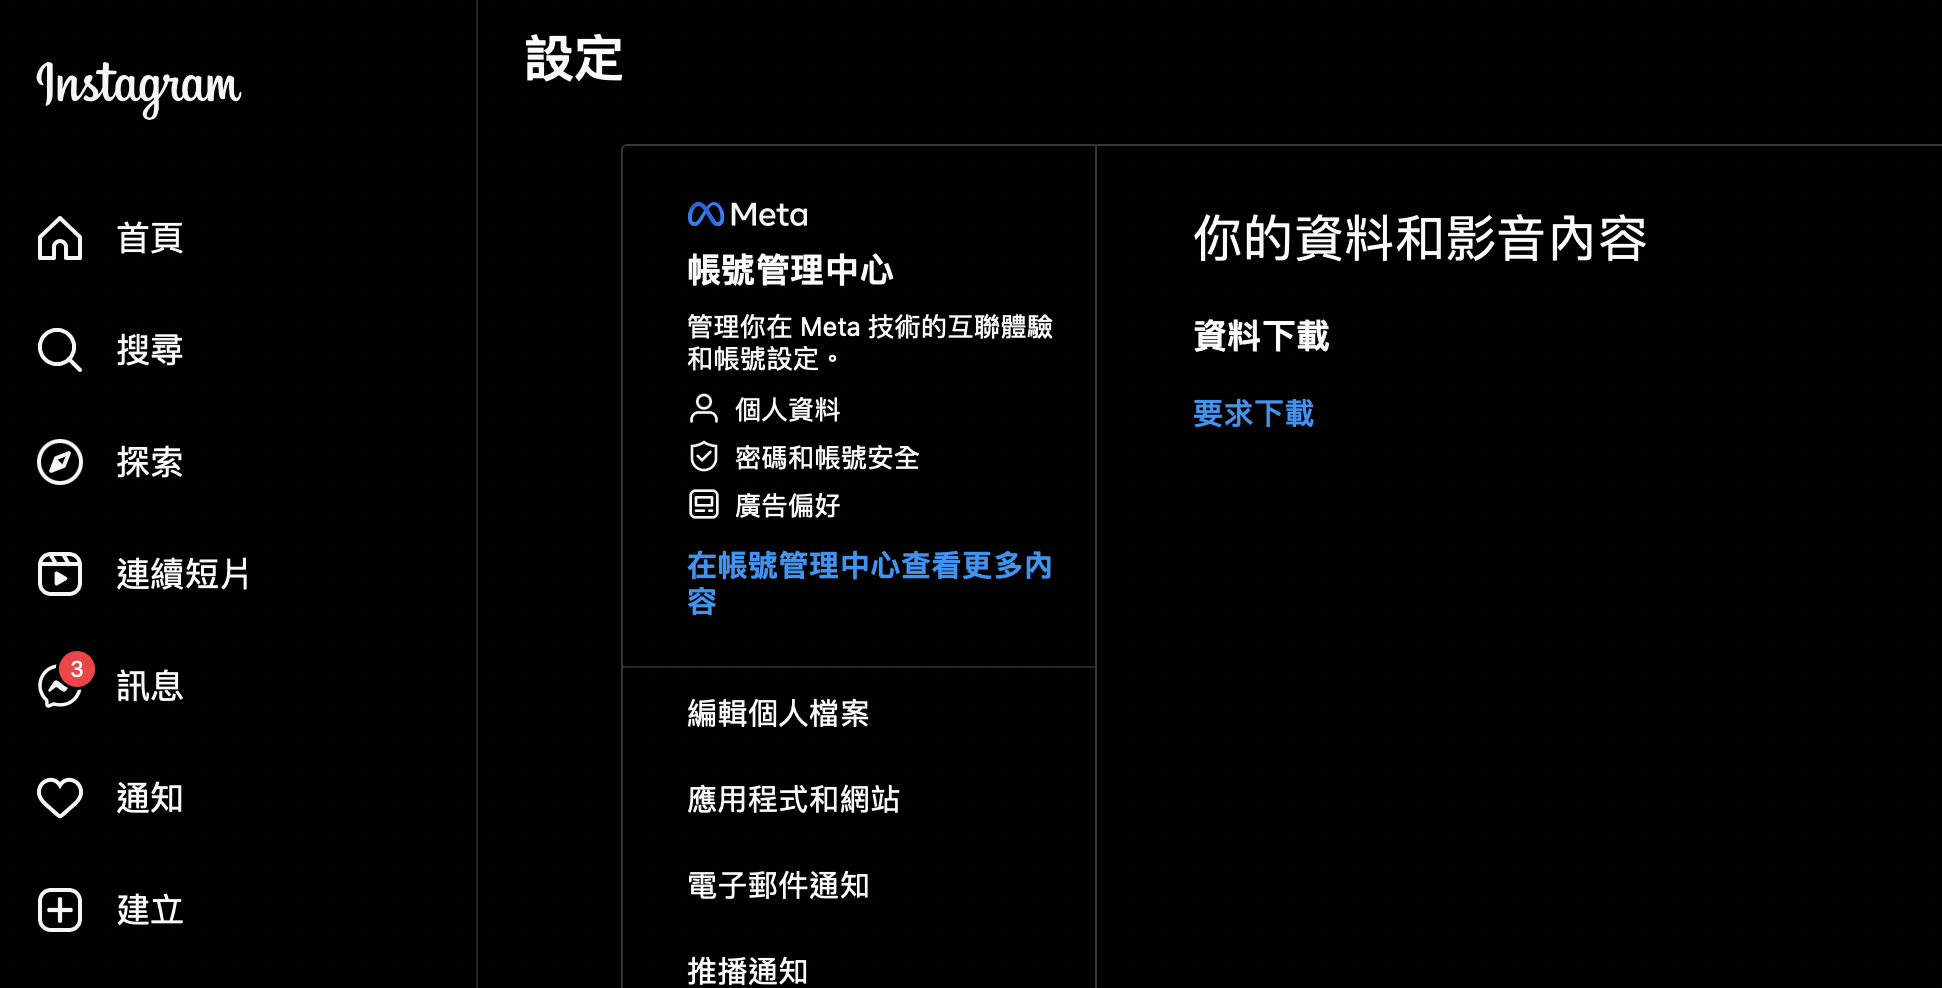 Instagram
首頁
搜尋
探索
連續短片
3
訊息
通知
建立
設定
Meta
帳號管理中心
管理你在 Meta 技術的互聯體驗
和帳號設定。
個人資料
密碼和帳號安全
廣告偏好
在帳號管理中心查看更多內
容
編輯個人檔案
應用程式和網站
電子郵件通知
推播通知
你的資料和影音內容
資料下載
要求下載